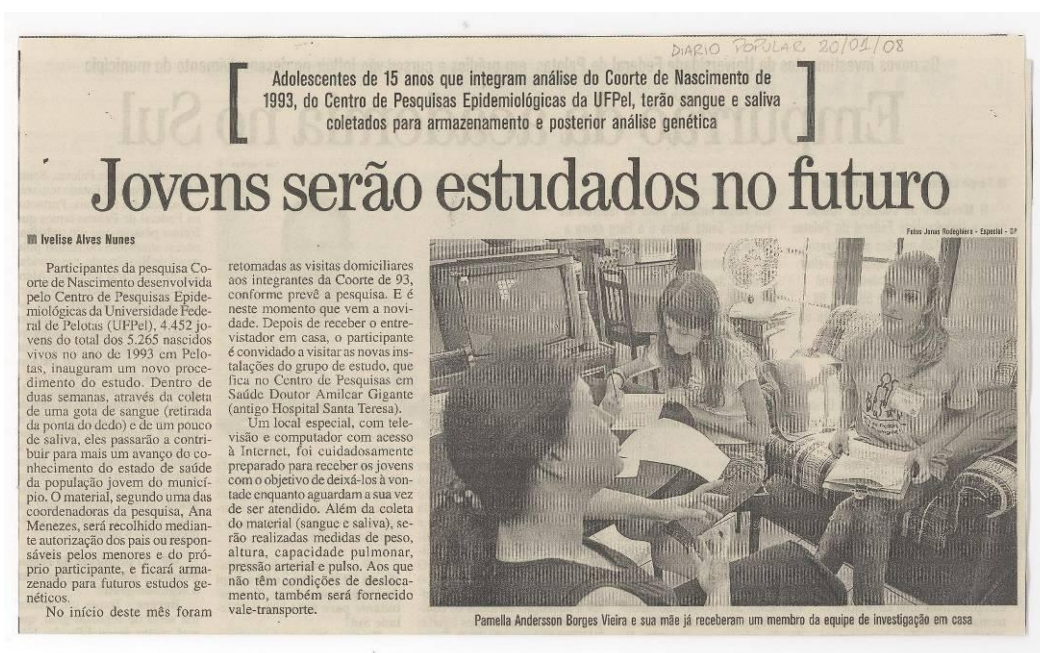 DIARIO POPULAR 20/01/08
Adolescentes de 15 anos que integram análise do Coorte de Nascimento de
1993, do Centro de Pesquisas Epidemiológicas da UFPel, terão sangue e saliva
coletados para armazenamento e posterior análise genética
Jovens serão estudados no futuro
Ivelise Alves Nunes
Fotos Jonas Rodeghiero - Especial - DP
Participantes da pesquisa Co-
orte de Nascimento desenvolvida
pelo Centro de Pesquisas Epide-
miológicas da Universidade Fede-
ral de Pelotas (UFPel), 4.452 jo-
vens do total dos 5.265 nascidos
vivos no ano de 1993 em Pelo-
tas, inauguram um novo proce-
dimento do estudo. Dentro de
duas semanas, através da coleta
de uma gota de sangue (retirada
da ponta do dedo) e de um pouco
de saliva, eles passarão a contri-
buir para mais um avanço do co-
nhecimento do estado de saúde
da população jovem do municí-
pio. O material, segundo uma das
coordenadoras da pesquisa, Ana
Menezes, será recolhido median-
te autorização dos pais ou respon-
sáveis pelos menores e do pró-
prio participante, e ficará arma-
zenado para futuros estudos ge-
néticos.
No início deste mês foram
retomadas as visitas domiciliares
aos integrantes da Coorte de 93,
conforme prevê a pesquisa. E é
neste momento que vem a novi-
dade. Depois de receber o entre-
vistador em casa, o participante
é convidado a visitar as novas ins-
talações do grupo de estudo, que
fica no Centro de Pesquisas em
Saúde Doutor Amilcar Gigante
(antigo Hospital Santa Teresa).
Um local especial, com tele-
visão e computador com acesso
à Internet, foi cuidadosamente
preparado para receber os jovens
com o objetivo de deixá-los à von-
tade enquanto aguardam a sua vez
de ser atendido. Além da coleta
do material (sangue e saliva), se-
rão realizadas medidas de peso,
altura, capacidade pulmonar,
pressão arterial e pulso. Aos que
não têm condições de desloca-
mento, também será fornecido
vale-transporte.
Pamella Andersson Borges Vieira e sua mãe já receberam um membro da equipe de investigação em casa